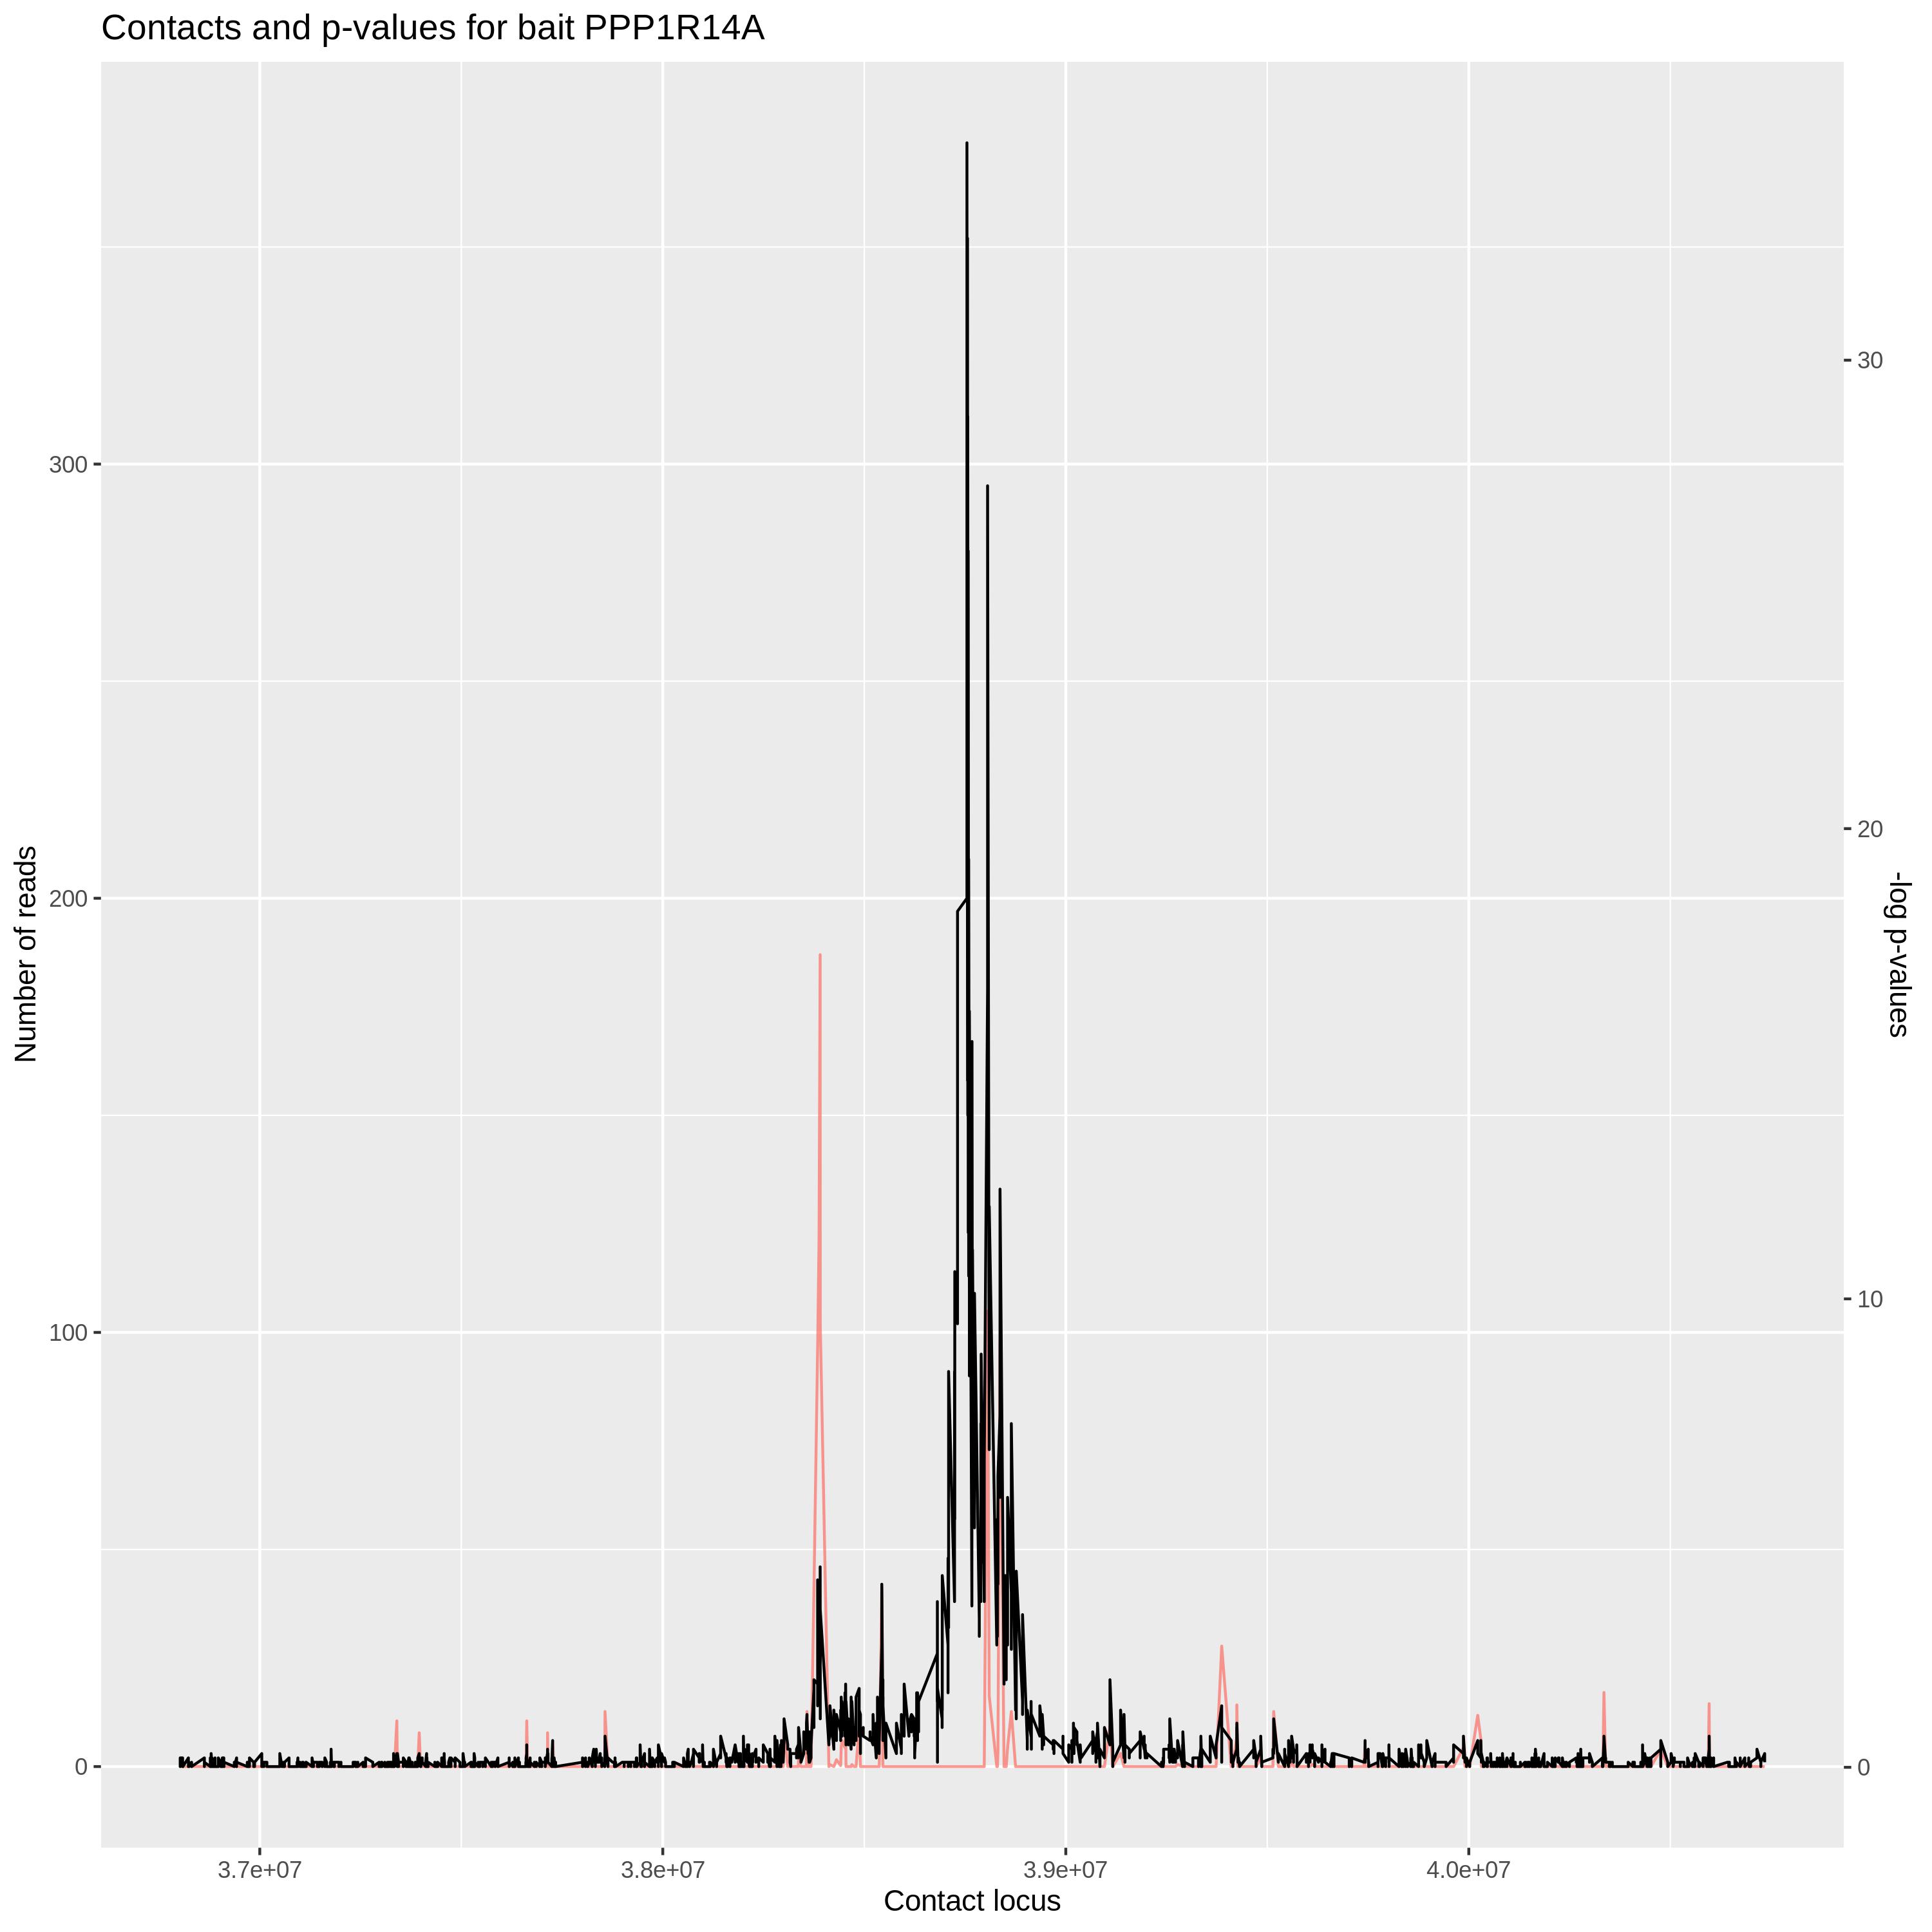 Contacts and p-values for bait PPP1R14A
Number of reads
300
200
100
0
30
20
10
0
-log p-values
3.7e+07
3.8e+07
3.9e+07
4.0e+07
Contact locus